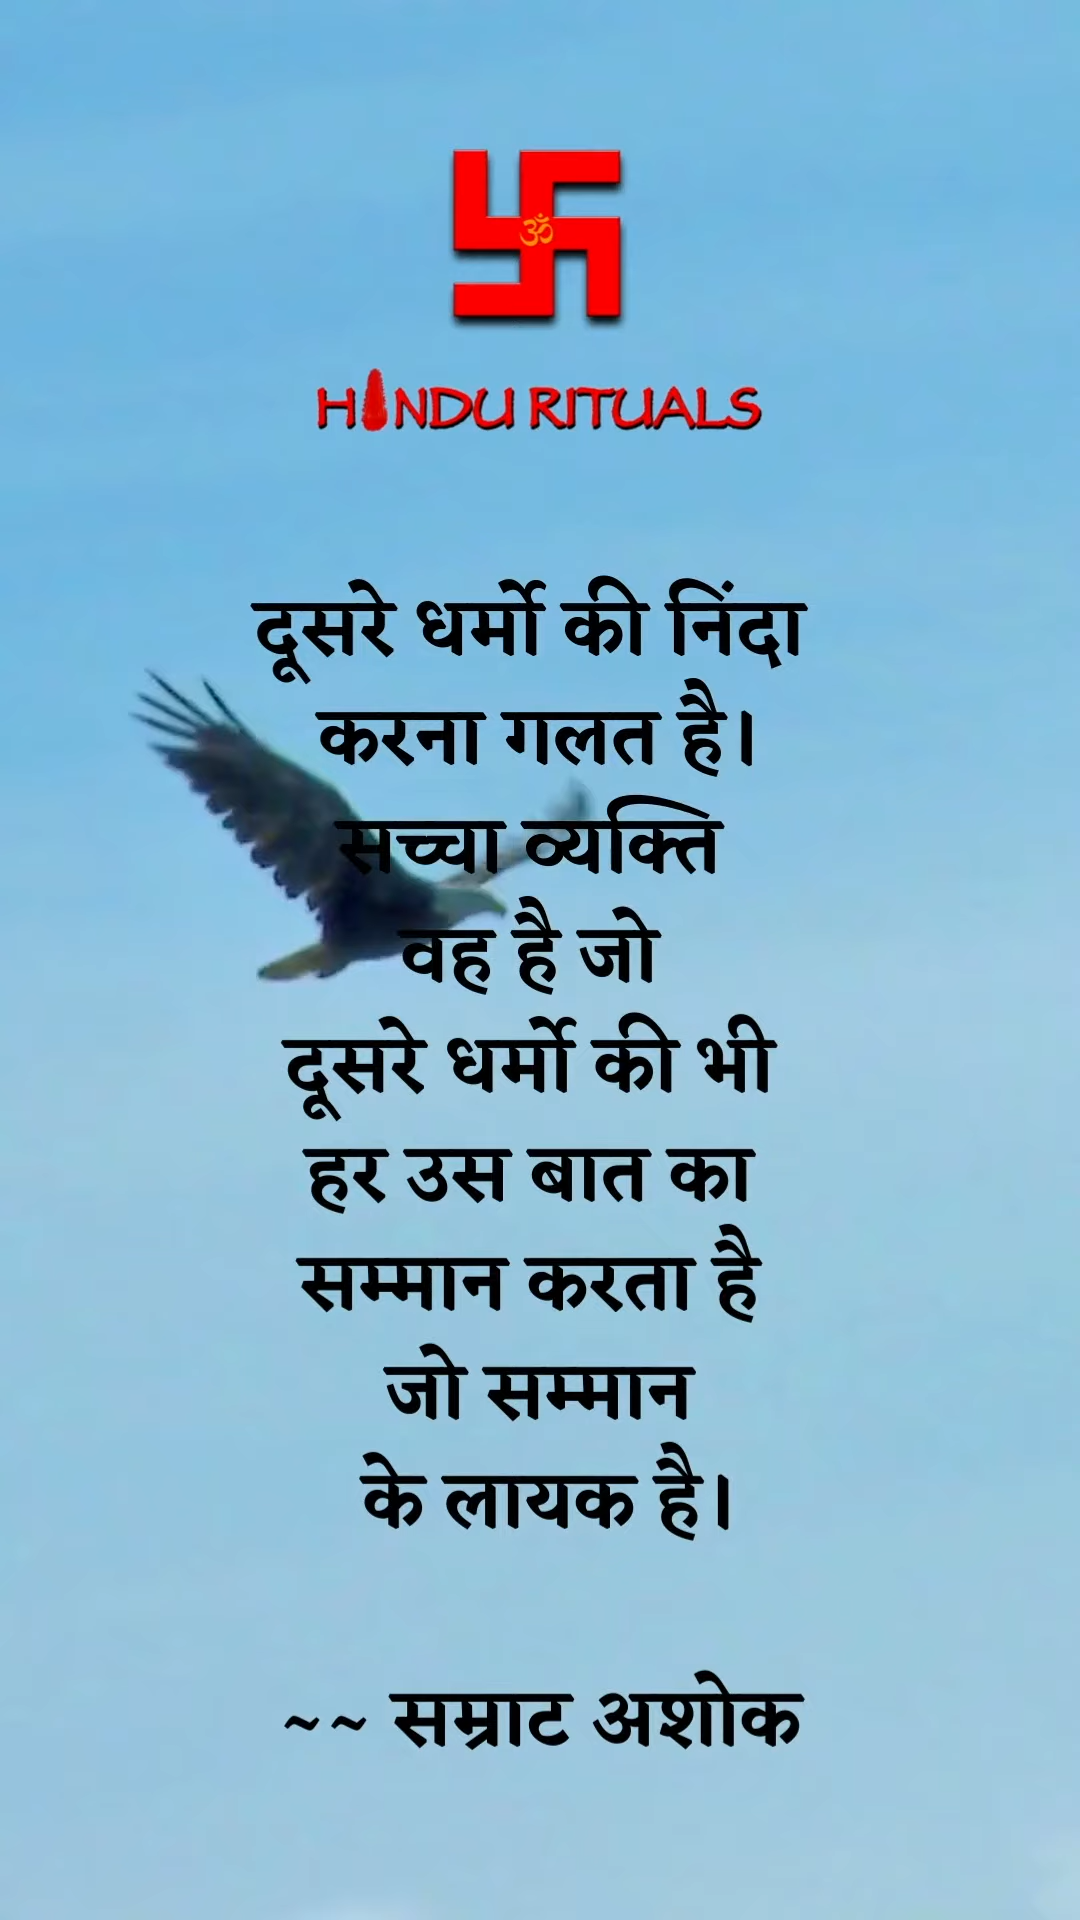 ॐ
HINDU RITUALS
दूसरे धर्मो की निंदा
करना गलत है।
सच्चा व्यक्ति
वह है जो
दूसरे धर्मो की भी
हर उस बात का
सम्मान करता है
जो सम्मान
के लायक है।
~~ सम्राट अशोक